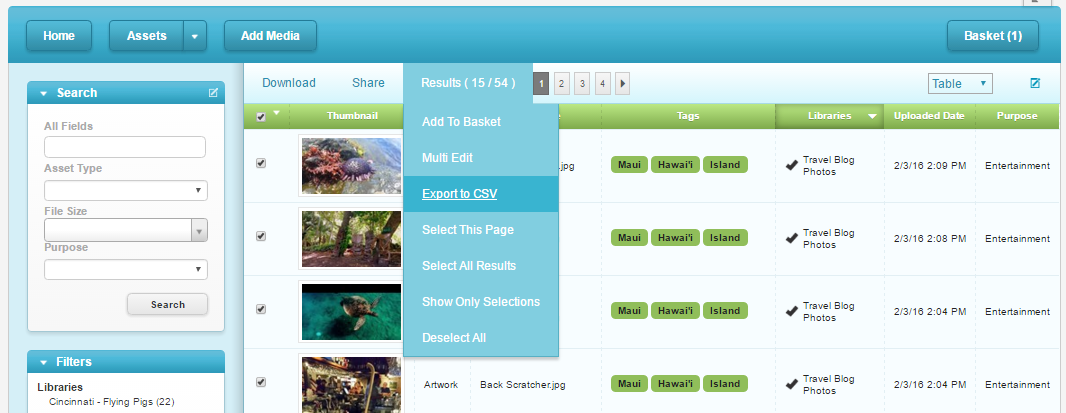 Home
Assets
Add Media
Basket (1)
Search
All Fields
Asset Type
File Size
Purpose
Search
Filters
Libraries
Cincinnati - Flying Pigs (22)
Download
Share
Results ( 15 / 54 )
1 2 3 4
Table
Add To Basket
Multi Edit
Export to CSV
Select This Page
Select All Results
Show Only Selections
Deselect All
Thumbnail Tags Libraries Uploaded Date Purpose
.jpg Maui Hawai'i Island Travel Blog Photos 2/3/16 2:09 PM Entertainment
Maui Hawai'i Island Travel Blog Photos 2/3/16 2:08 PM Entertainment
Maui Hawai'i Island Travel Blog Photos 2/3/16 2:04 PM Entertainment
Artwork Back Scratcher.jpg Maui Hawai'i Island Travel Blog Photos 2/3/16 2:04 PM Entertainment